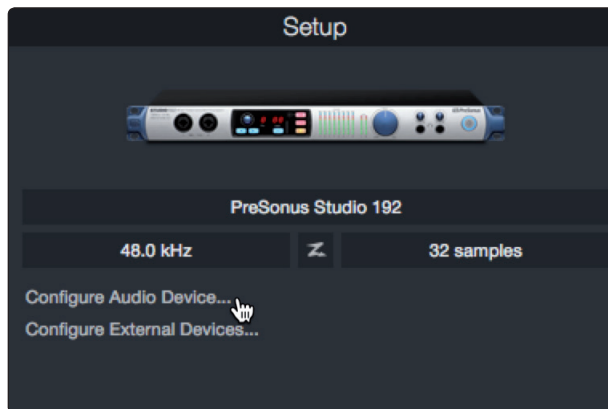 Setup
PreSonus Studio 192
48.0 kHz
Z
32 samples
Configure Audio Device...
Configure External Devices...